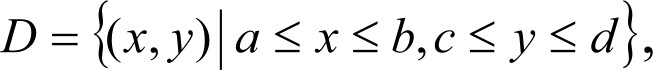 D = {(x, y) | a ≤ x ≤ b, c ≤ y ≤ d},